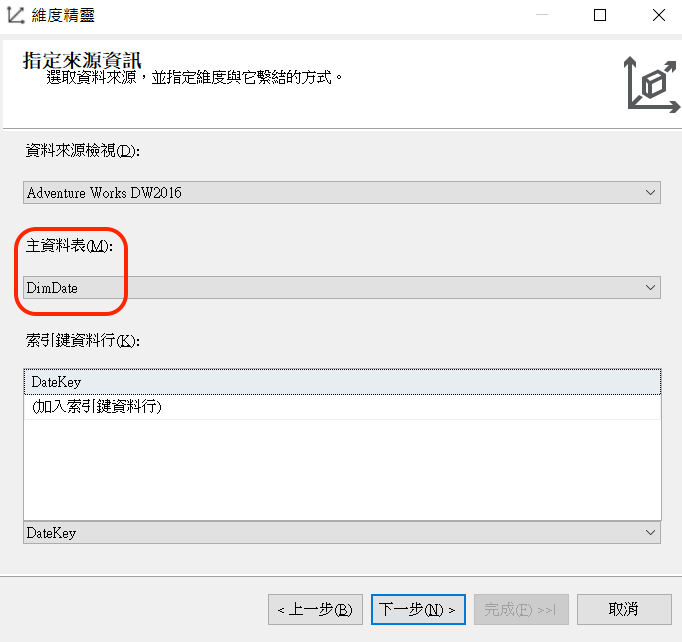 維度精靈
指定來源資訊
選取資料來源，並指定維度與它繫結的方式。
資料來源檢視(D):
Adventure Works DW2016
主資料表(M):
DimDate
索引鍵資料行(K):
DateKey
(加入索引鍵資料行)
DateKey
< 上一步(B) 下一步(N) > 完成(F) >>| 取消